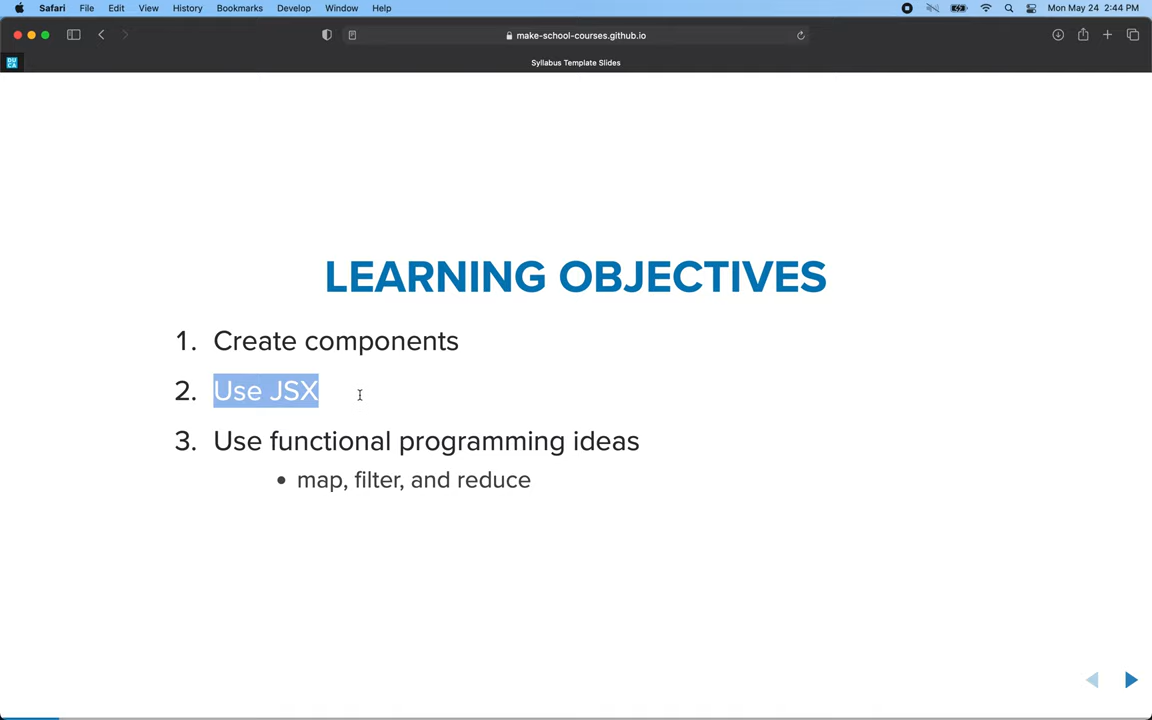 Safari File Edit View History Bookmarks Develop Window Help Mon May 24 2:44 PM
make-school-courses.github.io
DU
CA
Syllabus Template Slides
LEARNING OBJECTIVES
1. Create components
2. Use JSX
3. Use functional programming ideas
• map, filter, and reduce